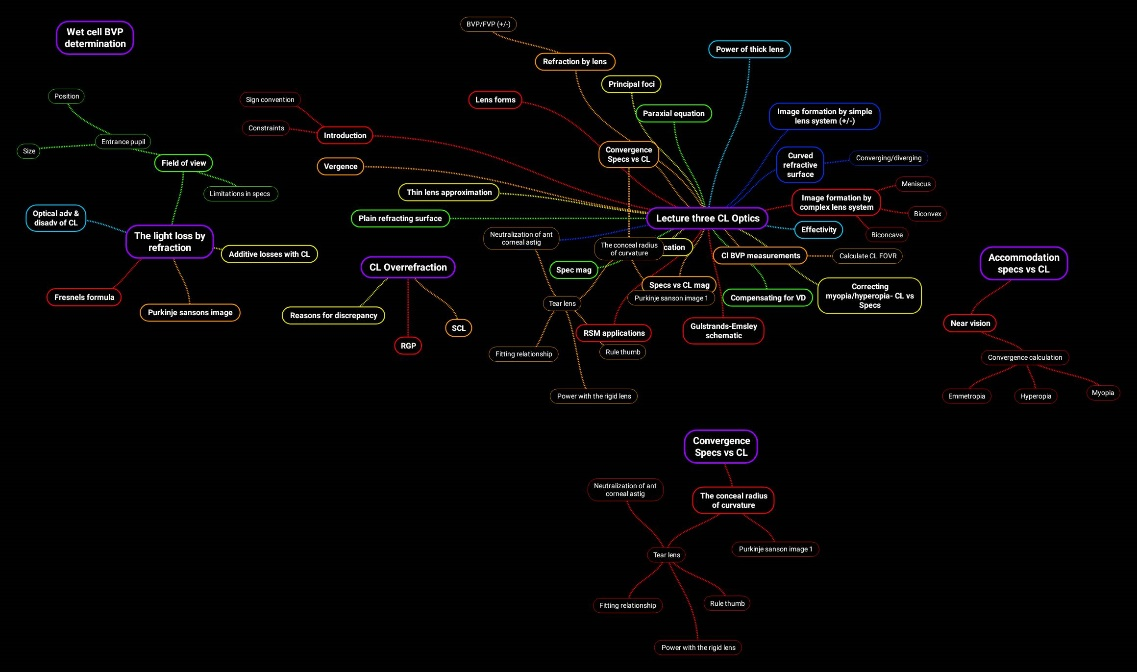 Wet cell BVP
determination
BVP/FVP (+/-)
Refraction by lens
Power of thick lens
Principal foci
Lens forms
Paraxial equation
Position
Sign convention
Constraints
Introduction
Image formation by simple
lens system (+/-)
Entrance pupil
Size
Field of view
Limitations in specs
Vergence
Convergence
Specs vs CL
Curved
refractive
surface
Converging/diverging
Thin lens approximation
Image formation by
complex lens system
Meniscus
Biconvex
Biconcave
Optical adv &
disadv of CL
Plain refracting surface
Lecture three CL Optics
Effectivity
The light loss by
refraction
Additive losses with CL
Neutralization of ant
corneal astig
The conceal radius
of curvature
cation
Cl BVP measurements
Calculate CL FOVR
Accommodation
specs vs CL
CL Overrefraction
Spec mag
Specs vs CL mag
Purkinje sanson image 1
Compensating for VD
Correcting
myopia/hyperopia- CL vs
Specs
Fresnels formula
Purkinje sansons image
Reasons for discrepancy
SCL
RGP
Tear lens
RSM applications
Gulstrands-Emsley
schematic
Near vision
Fitting relationship
Rule thumb
Convergence calculation
Power with the rigid lens
Emmetropia
Hyperopia
Myopia
Convergence
Specs vs CL
Neutralization of ant
corneal astig
The conceal radius
of curvature
Tear lens
Purkinje sanson image 1
Fitting relationship
Rule thumb
Power with the rigid lens